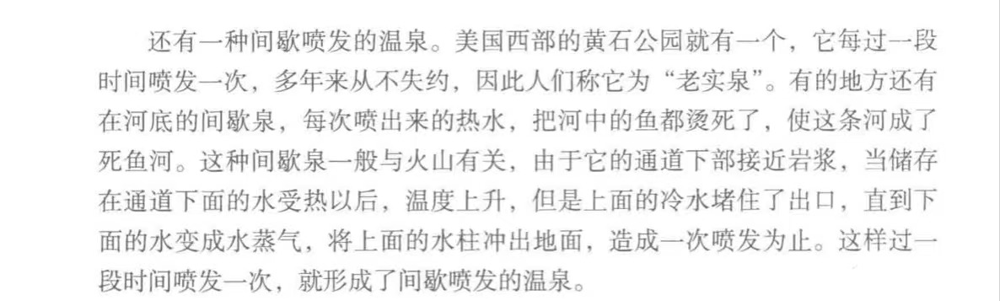 还有一种间歇喷发的温泉。美国西部的黄石公园就有一个，它每过一段
时间喷发一次，多年来从不失约，因此人们称它为“老实泉”。有的地方还有
在河底的间歇泉，每次喷出来的热水，把河中的鱼都烫死了，使这条河成了
死鱼河。这种间歇泉一般与火山有关，由于它的通道下部接近岩浆，当储存
在通道下面的水受热以后，温度上升，但是上面的冷水堵住了出口，直到下
面的水变成水蒸气，将上面的水柱冲出地面，造成一次喷发为止。这样过一
段时间喷发一次，就形成了间歇喷发的温泉。